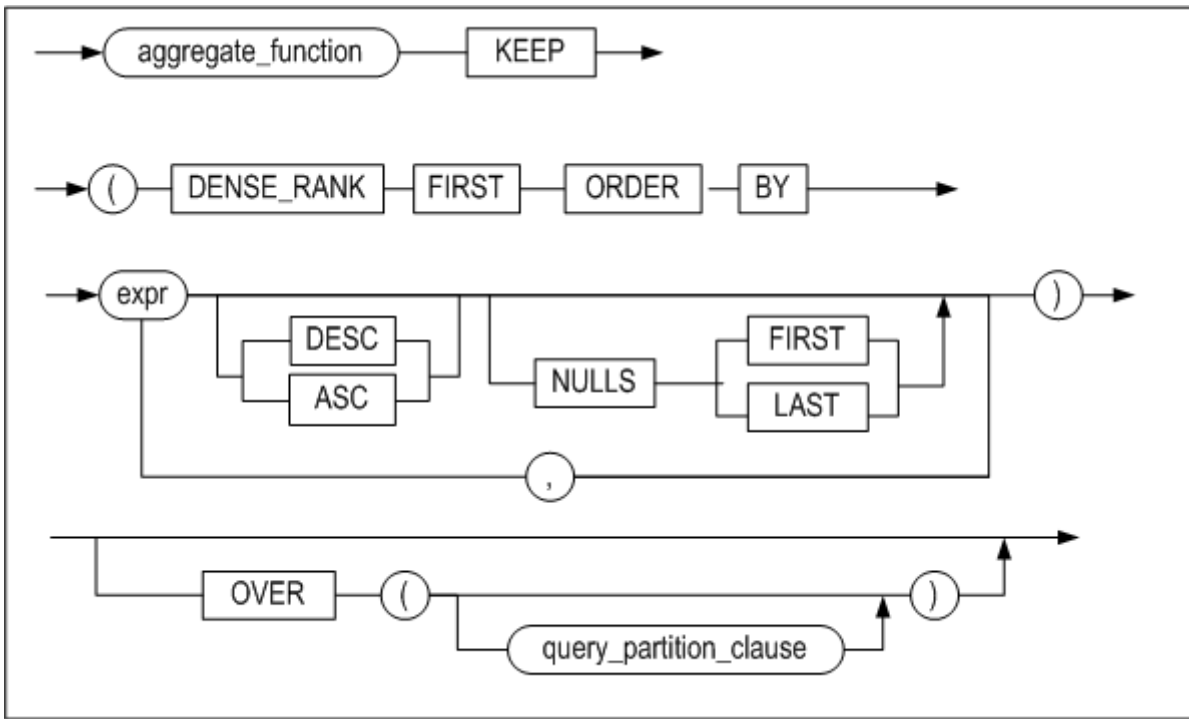 aggregate_function KEEP
( DENSE_RANK FIRST ORDER BY
expr )
DESC FIRST
NULLS
ASC LAST
,
OVER ( )
query_partition_clause